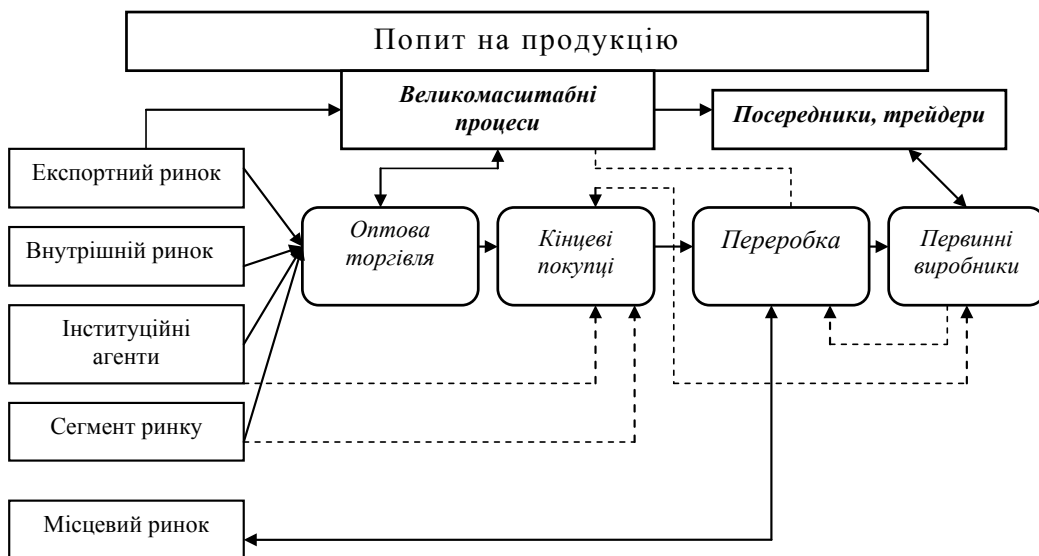 Попит на продукцію
Великомасштабні
процеси
Посередники, трейдери
Експортний ринок
Внутрішній ринок
Інституційні
агенти
Сегмент ринку
Місцевий ринок
Оптова
торгівля
Кінцеві
покупці
Переробка
Первинні
виробники